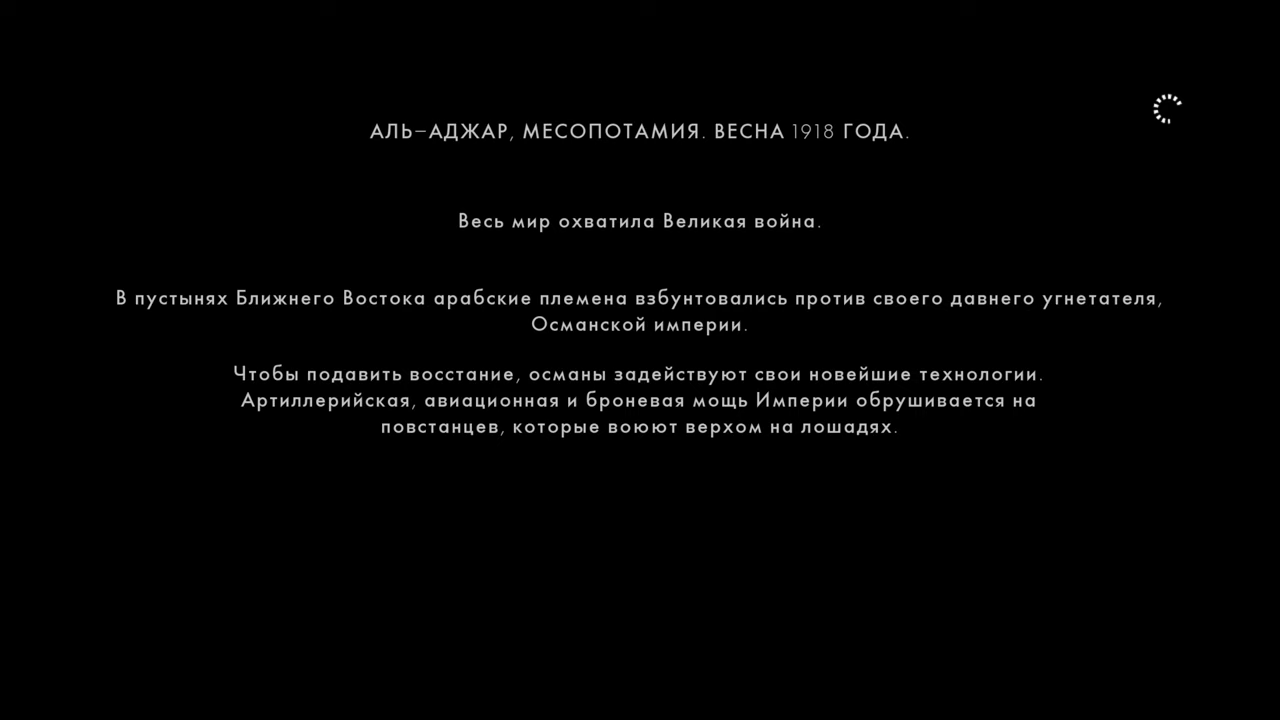 АЛЬ–АДЖАР, МЕСОПОТАМИЯ. ВЕСНА 1918 ГОДА.
Весь мир охватила Великая война.
В пустынях Ближнего Востока арабские племена взбунтовались против своего давнего угнетателя,
Османской империи.
Чтобы подавить восстание, османы задействуют свои новейшие технологии.
Артиллерийская, авиационная и броневая мощь Империи обрушивается на
повстанцев, которые воюют верхом на лошадях.